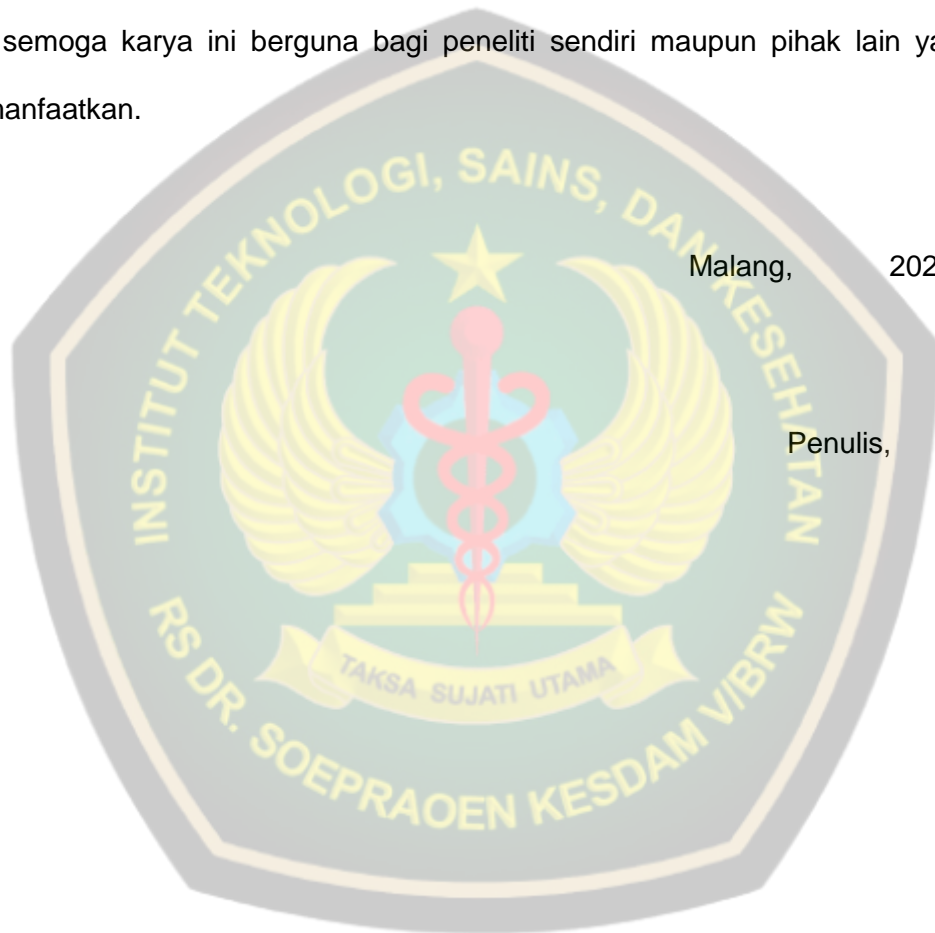 semoga karya ini berguna bagi peneliti sendiri maupun pihak lain
manfaatkan.
Malang, 202
Penulis,
INSTITUT TEKNOLOGI, SAINS, DAN KESEHATAN
TAKSA SUJATI UTAMA
RS DR. SOEPRAOEN KESDAM V/BRW